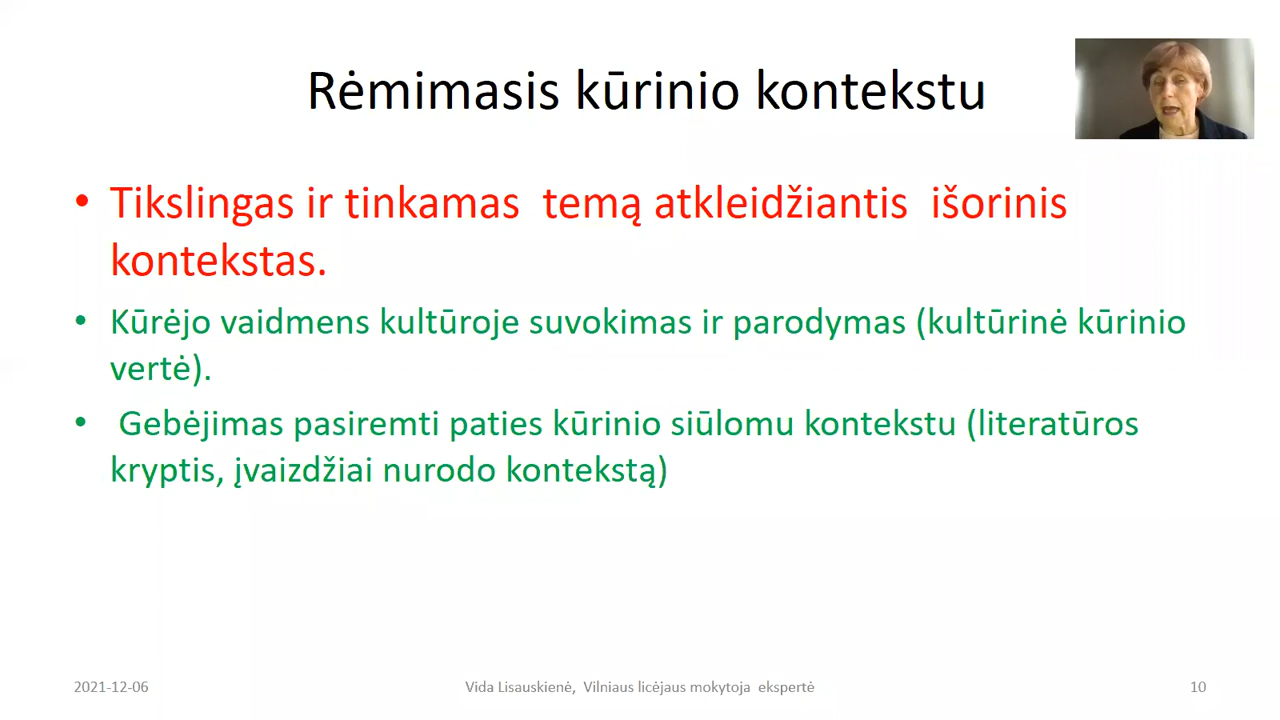 Rėmimasis kūrinio kontekstu
• Tikslingas ir tinkamas temą atkleidžiantis išorinis
kontekstas.
• Kūrėjo vaidmens kultūroje suvokimas ir parodymas (kultūrinė kūrinio
vertė).
• Gebėjimas pasiremti paties kūrinio siūlomu kontekstu (literatūros
kryptis, įvaizdžiai nurodo kontekstą)
2021-12-06 Vida Lisauskienė, Vilniaus licėjaus mokytoja ekspertė 10